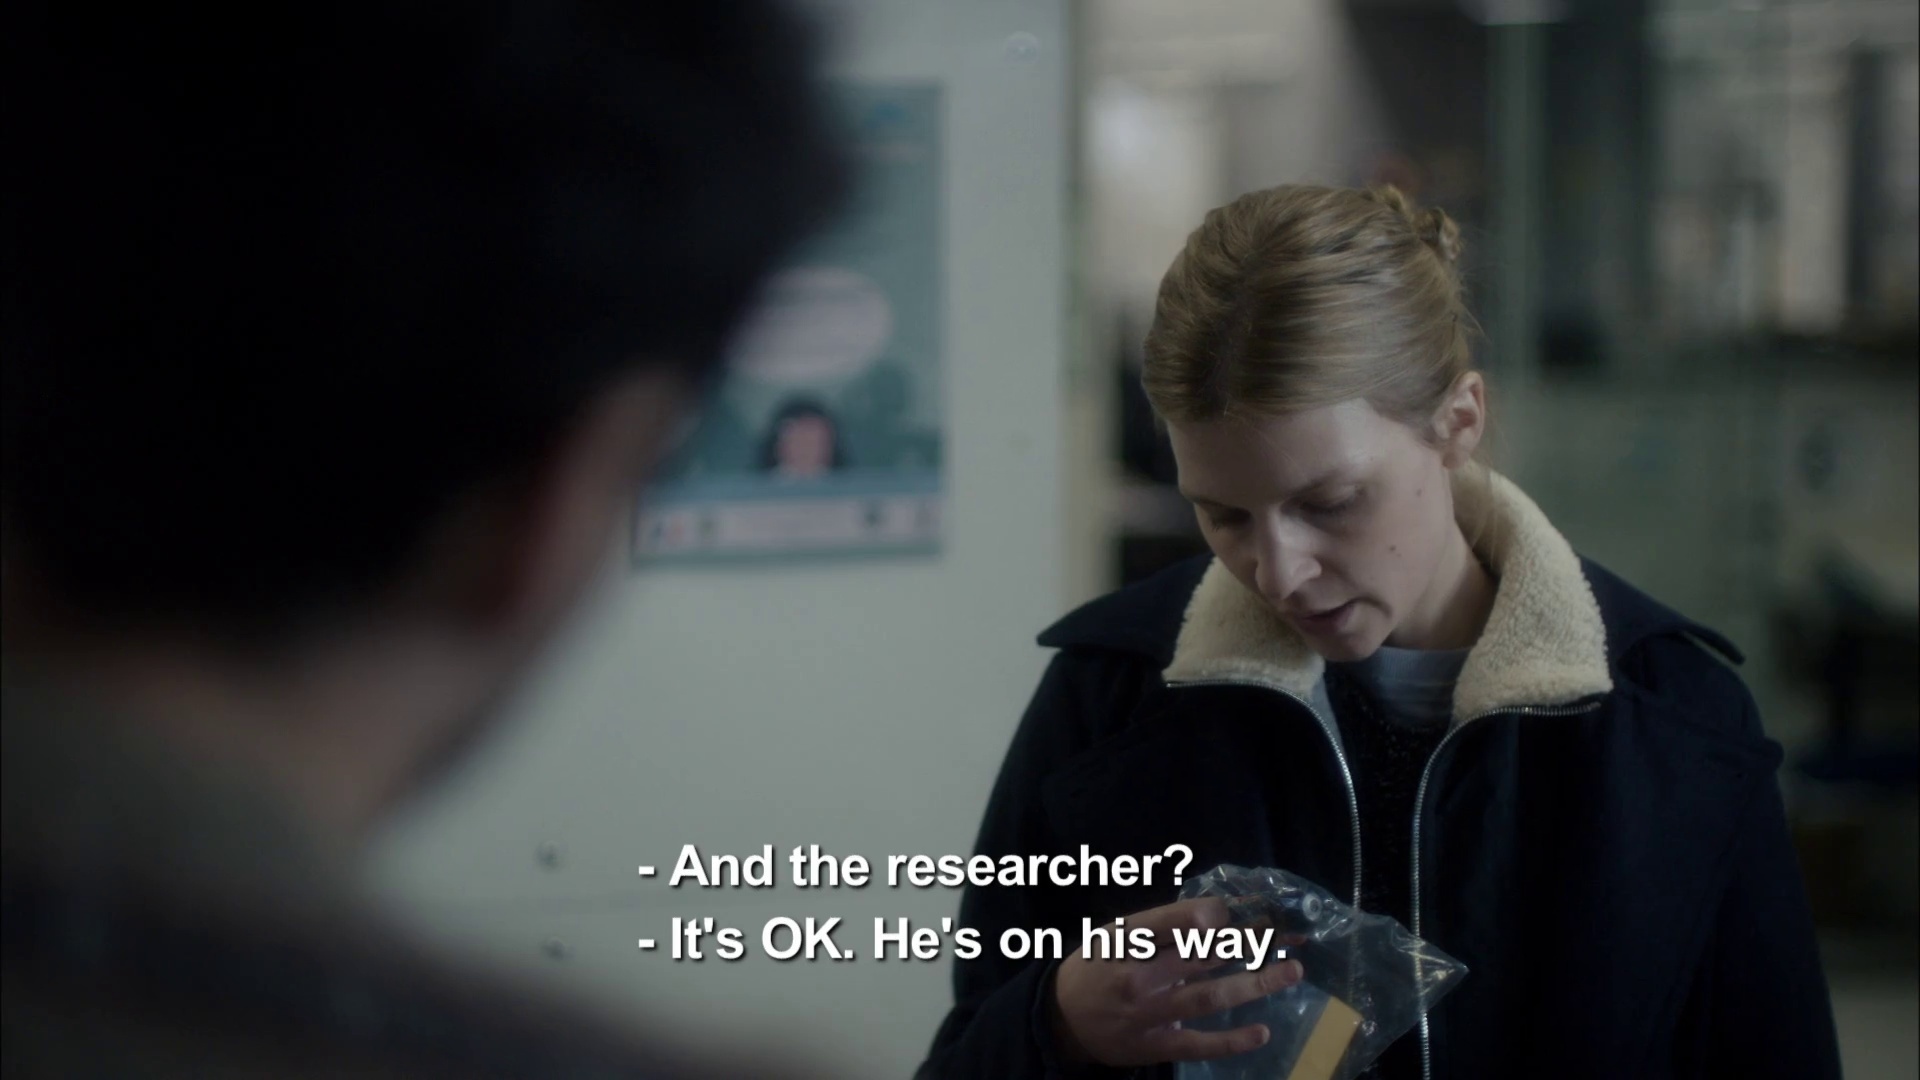 - And the researcher?
- It's OK. He's on his way.